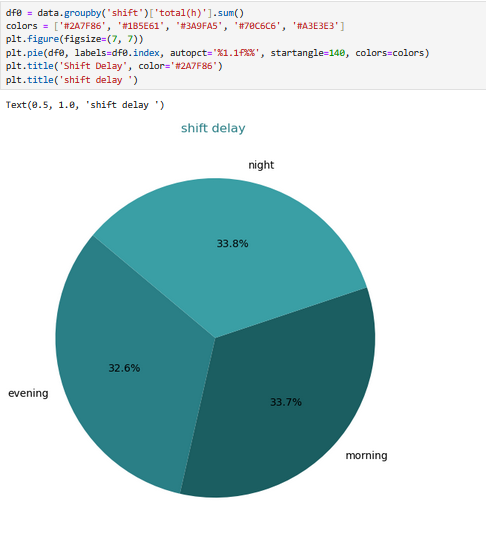 df0 = data.groupby('shift')['total(h)'].sum()
colors = ['#2A7F86', '#1B5E61', '#3A9FA5', '#70C6C6', '#A3E3E3']
plt.figure(figsize=(7, 7))
plt.pie(df0, labels=df0.index, autopct='%1.1f%%', startangle=140, colors=colors)
plt.title('Shift Delay', color='#2A7F86')
plt.title('shift delay ')
Text(0.5, 1.0, 'shift delay ')
shift delay
night
33.8%
32.6%
evening
33.7%
morning